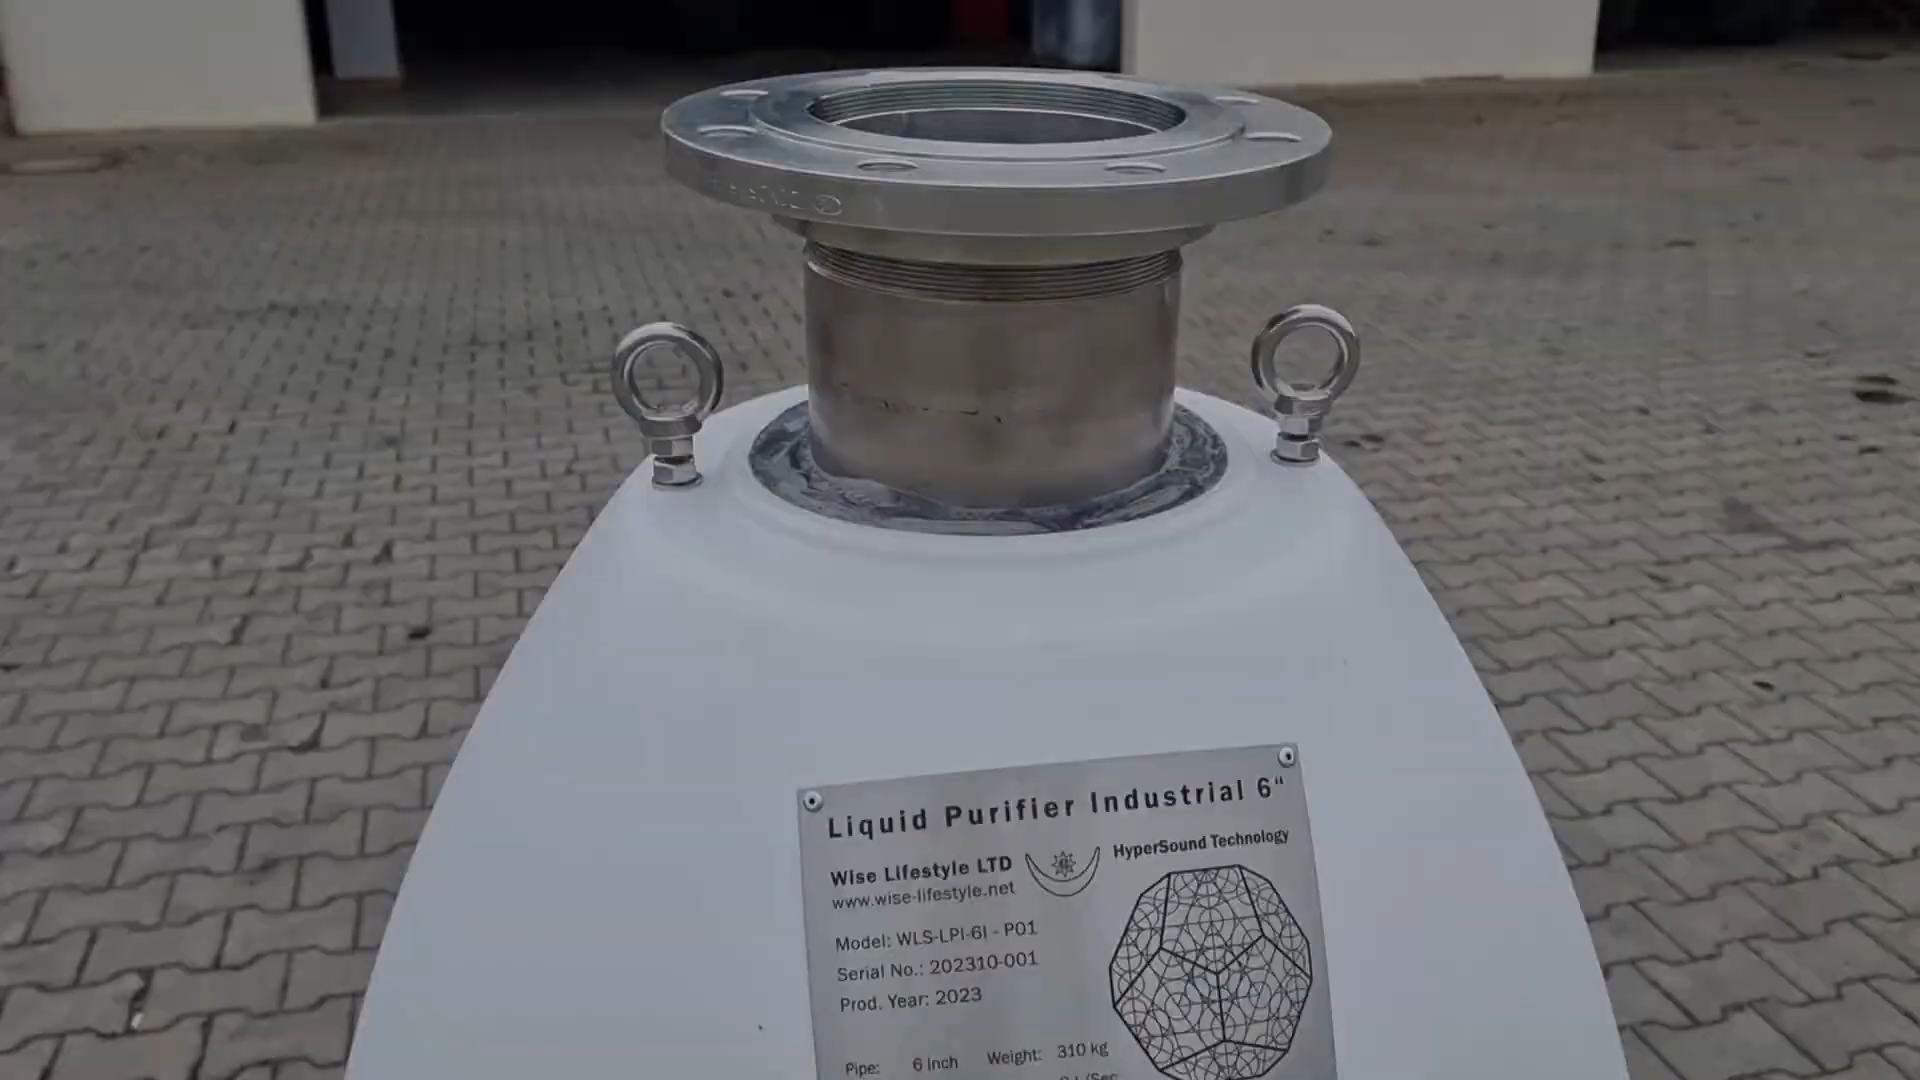 Liquid Purifier Industrial 6“
Wise Lifestyle LTD
HyperSound Technology
www.wise-lifestyle.net
Model: WLS-LPI-6I - P01
Serial No.: 202310-001
Prod. Year: 2023
Pipe: 6 inch Weight: 310 kg